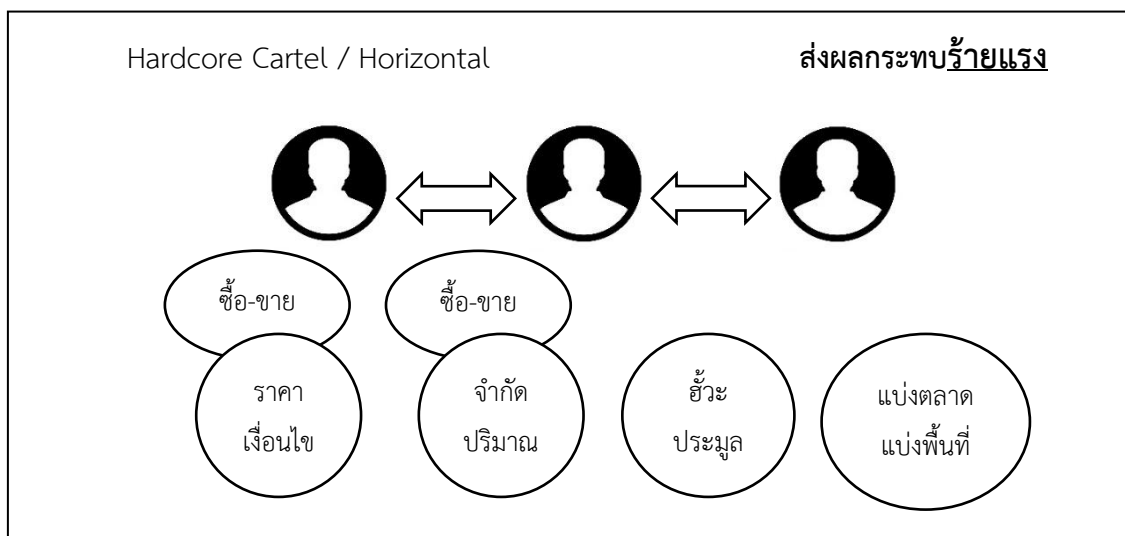 Hardcore Cartel / Horizontal
ส่งผลกระทบร้ายแรง
ซื้อ-ขาย
ราคา
เงื่อนไข
ซื้อ-ขาย
จำกัด
ปริมาณ
ฮั้วะ
ประมูล
แบ่งตลาด
แบ่งพื้นที่